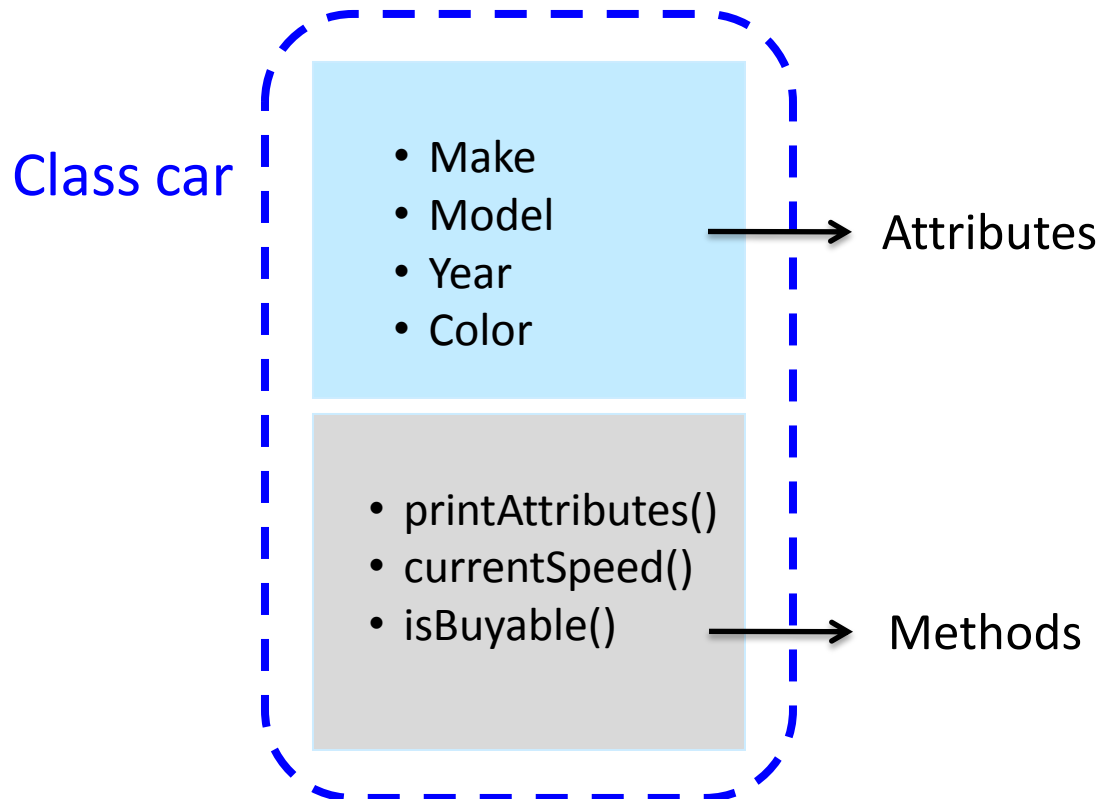 Class car
• Make
• Model
• Year
• Color
Attributes
• printAttributes()
• currentSpeed()
• isBuyable()
Methods